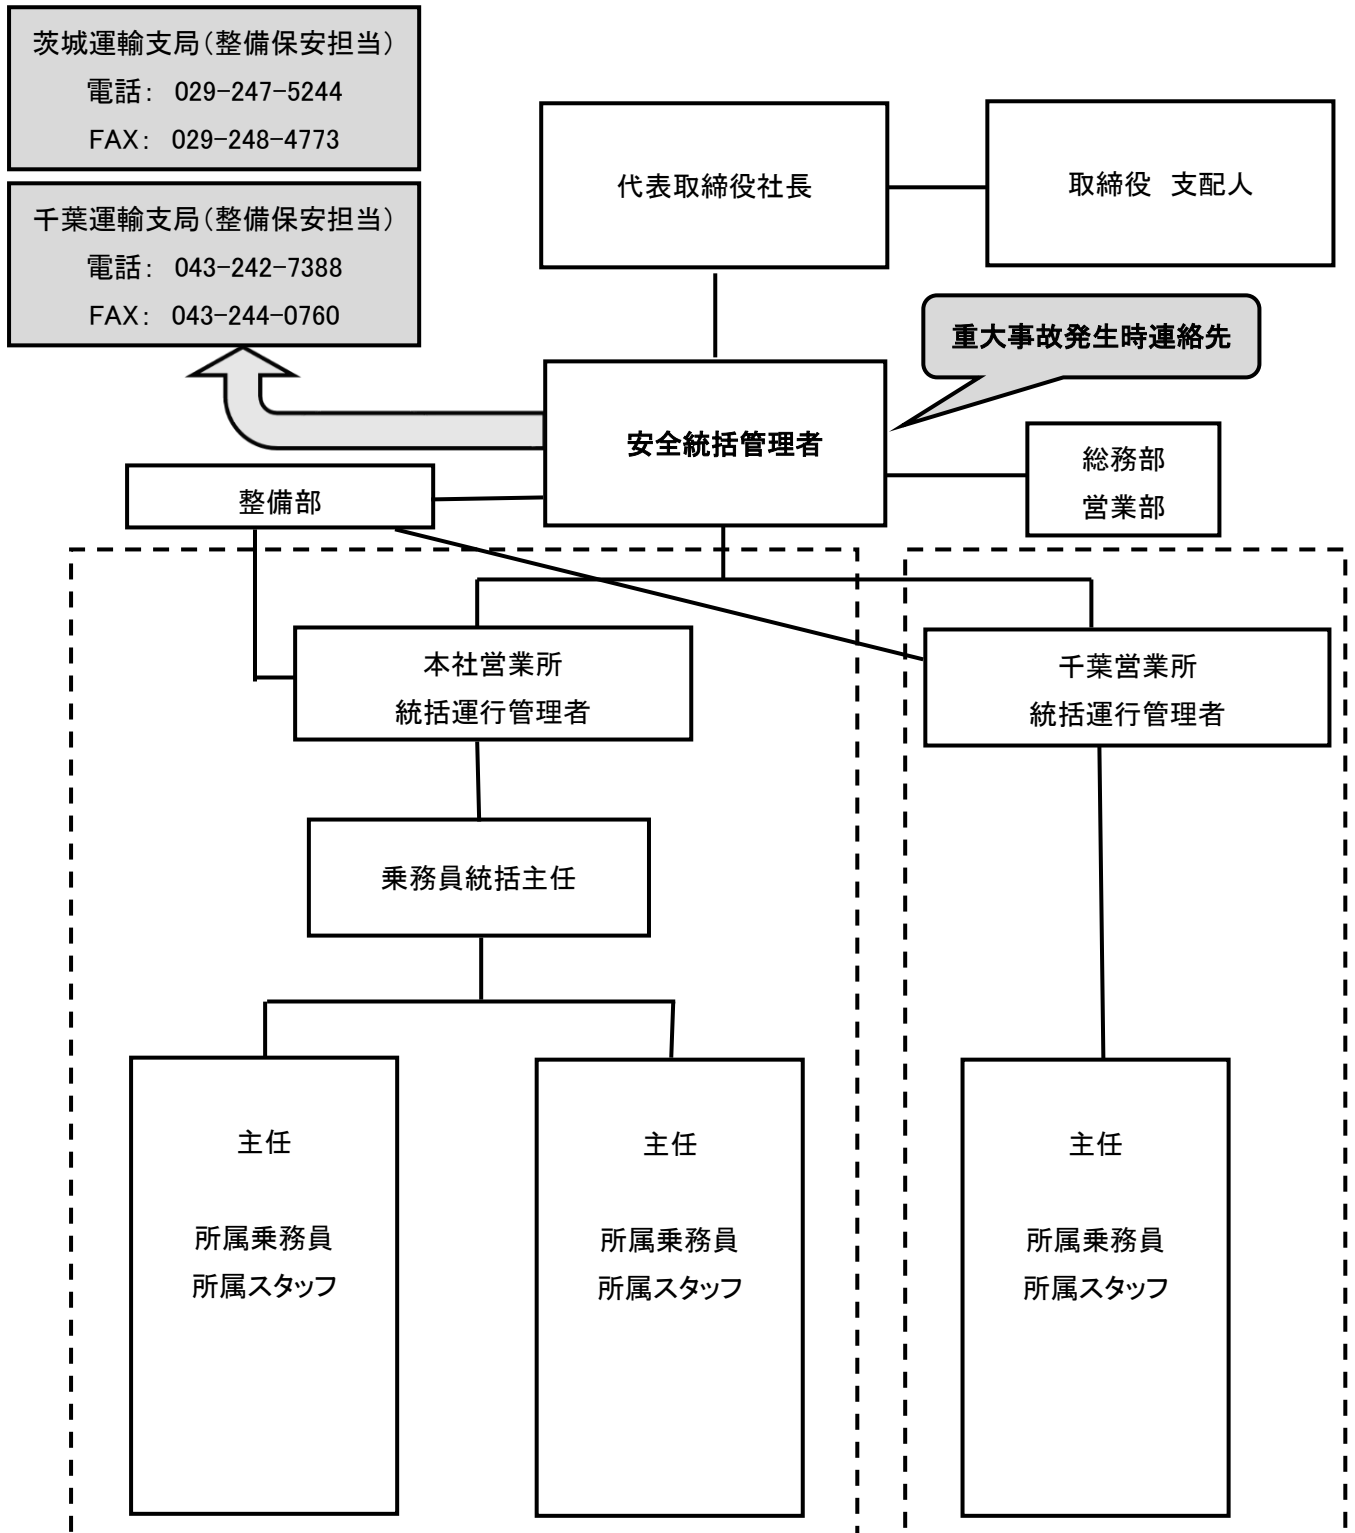 茨城運輸支局（整備保安担当）
電話： 029-247-5244
FAX： 029-248-4773
千葉運輸支局（整備保安担当）
電話： 043-242-7388
FAX： 043-244-0760
代表取締役社長
取締役　支配人
重大事故発生時連絡先
安全統括管理者
総務部
営業部
整備部
本社営業所
統括運行管理者
千葉営業所
統括運行管理者
乗務員統括主任
主任
所属乗務員
所属スタッフ
主任
所属乗務員
所属スタッフ
主任
所属乗務員
所属スタッフ